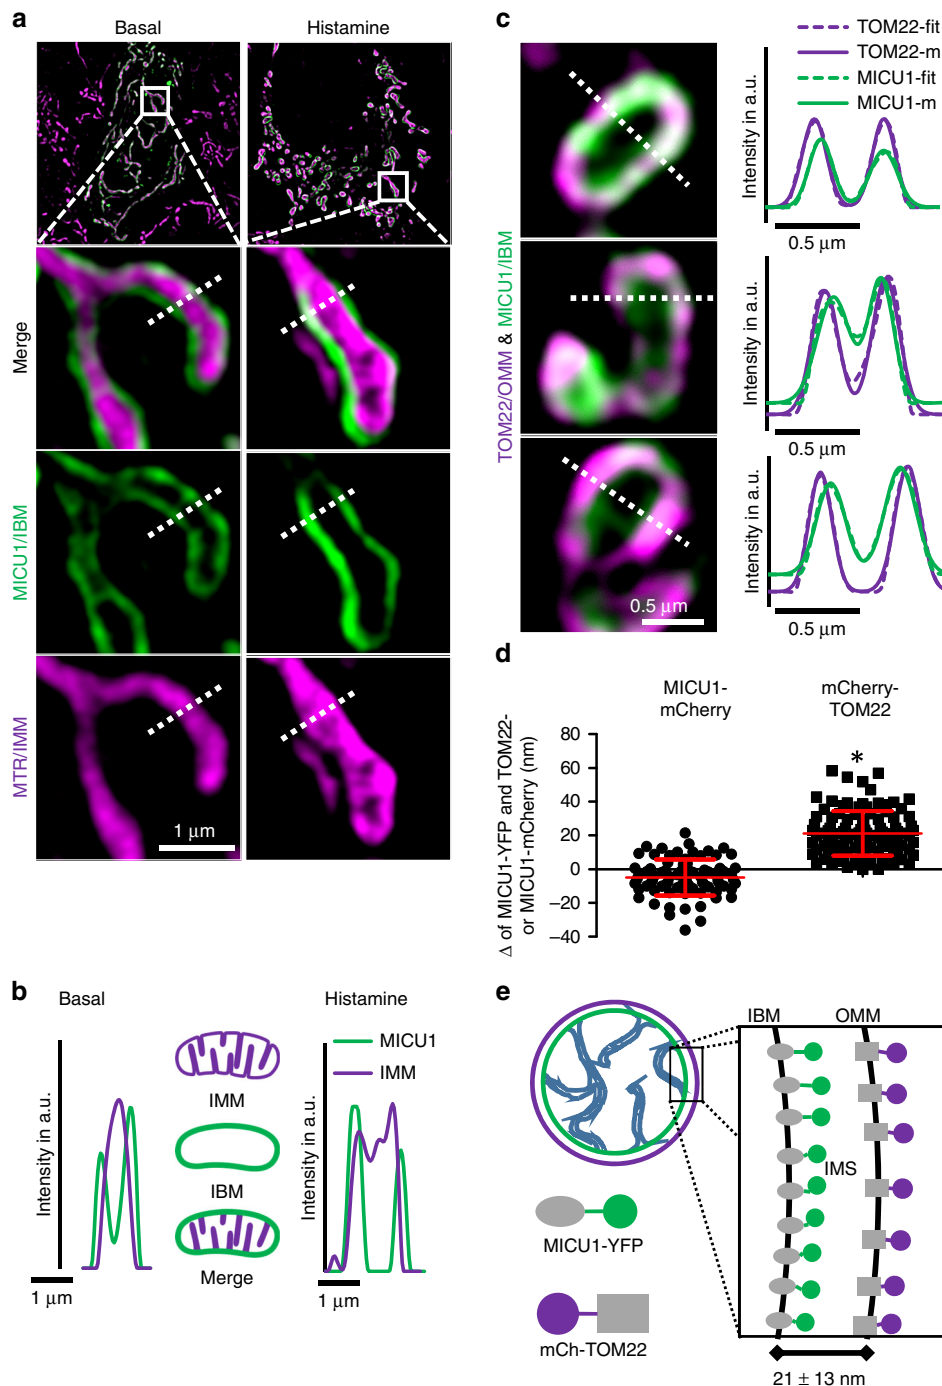 a
Basal
Histamine
Merge
MICU1/IBM
MTR/IMM
1 μm
b
Basal
Histamine
MICU1
IMM
Intensity in a.u.
1 μm
IMM
IBM
Merge
Intensity in a.u.
1 μm
c
TOM22/OMM & MICU1/IBM
0.5 μm
TOM22-fit
TOM22-m
MICU1-fit
MICU1-m
Intensity in a.u.
0.5 μm
Intensity in a.u.
0.5 μm
Intensity in a.u.
0.5 μm
d
MICU1-
mCherry
mCherry-
TOM22
Δ of MICU1-YFP and TOM22-
or MICU1-mCherry (nm)
80
60
40
20
0
−20
−40
*
e
IBM
OMM
IMS
MICU1-YFP
mCh-TOM22
21 ± 13 nm